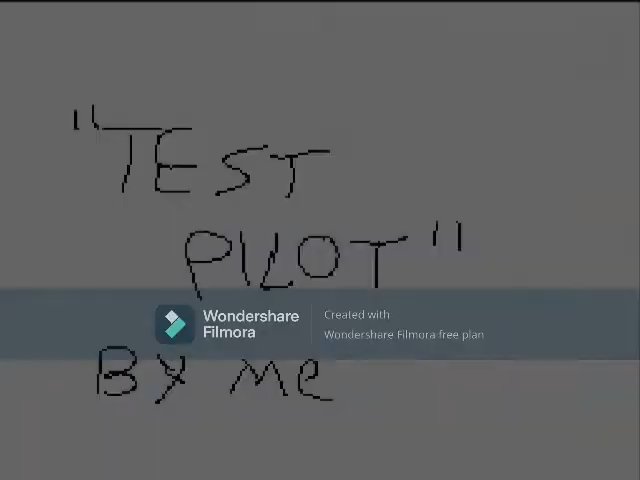 "TEST
PILOT"
Wondershare
Filmora
Created with
Wondershare Filmora free plan
BY Me